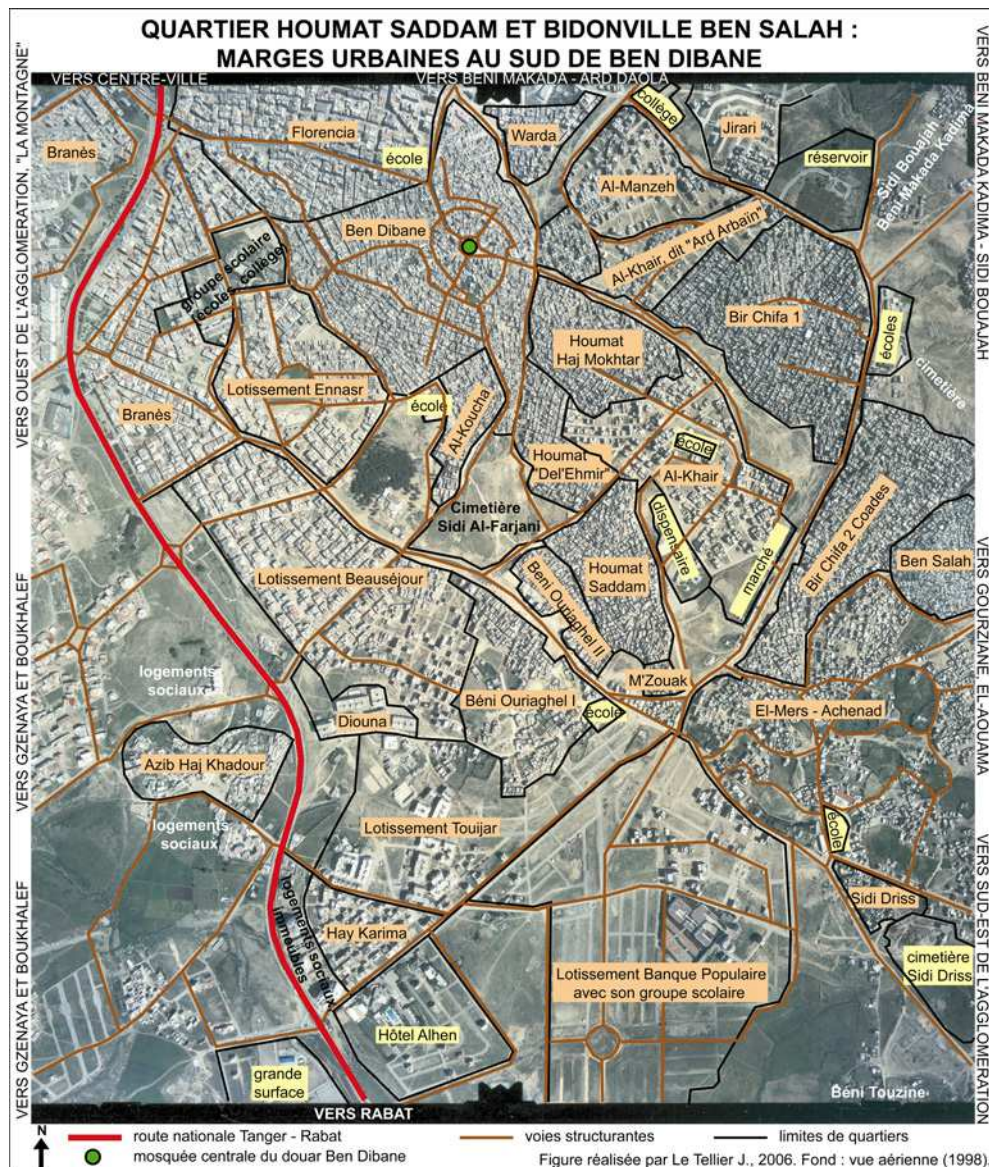 QUARTIER HOUMAT SADDAM ET BIDONVILLE BEN SALAH :
MARGES URBAINES AU SUD DE BEN DIBANE
VERS CENTRE-VILLE
VERS BENI MAKADA - ARD DAOLA
VERS OUEST DE L'AGGLOMERATION, "LA MONTAGNE"
VERS GZENAYA ET BOUKHALEF
VERS GZENAYA ET BOUKHALEF
VERS BENI MAKADA KADIMA - SIDI BOUAJAH
VERS GOURZIANE, EL-AOUAMA
VERS SUD-EST DE L'AGGLOMERATION
Branès
Florencia
école
Warda
collège
Jirari
réservoir
Sidi Bouajah
Beni Makada Kadima
Al-Manzeh
Ben Dibane
groupe scolaire
(écoles, collège)
Al-Khair, dit "Ard Arbain"
Bir Chifa 1
écoles
cimetière
Houmat
Haj Mokhtar
Lotissement Ennasr
Branès
école
Al-Koucha
Houmat
"Del'Ehmir"
école
Al-Khair
Cimetière
Sidi Al-Farjani
dispensaire
marché
Bir Chifa 2 Coades
Ben Salah
Lotissement Beauséjour
Beni Ouriaghel II
Houmat
Saddam
logements
sociaux
M'Zouak
Diouna
Béni Ouriaghel I
école
El-Mers - Achenad
Azib Haj Khadour
logements
sociaux
Lotissement Touijar
école
Sidi Driss
logements sociaux
immeubles
Hay Karima
Lotissement Banque Populaire
avec son groupe scolaire
cimetière
Sidi Driss
Hôtel Alhen
grande
surface
Béni Touzine
VERS RABAT
N
route nationale Tanger - Rabat
voies structurantes
limites de quartiers
mosquée centrale du douar Ben Dibane
Figure réalisée par Le Tellier J., 2006. Fond : vue aérienne (1998).